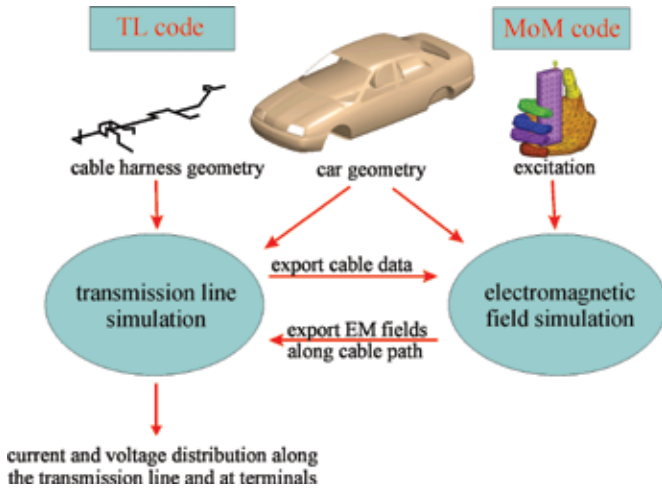 TL code
MoM code
cable harness geometry
car geometry
excitation
export cable data
transmission line
simulation
electromagnetic
field simulation
export EM fields
along cable path
current and voltage distribution along
the transmission line and at terminals